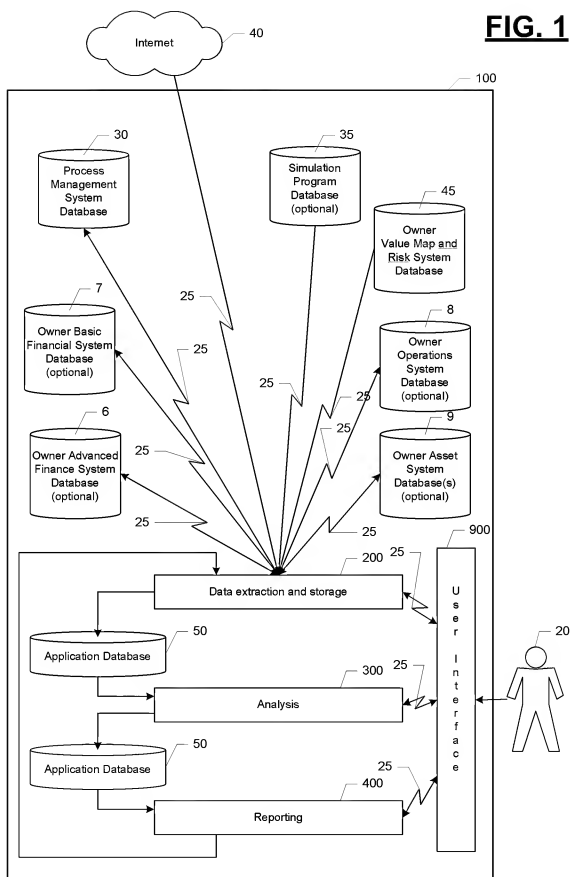 FIG. 1
Internet
40
100
30
Process
Management
System
Database
35
Simulation
Program
Database
(optional)
45
Owner
Value Map and
Risk System
Database
7
Owner Basic
Financial System
Database
(optional)
25
25
25
25
8
Owner
Operations
System
Database
(optional)
6
Owner Advanced
Finance System
Database
(optional)
25
25
25
25
9
Owner Asset
System
Database(s)
(optional)
200
Data extraction and storage
25
900
User Interface
20
50
Application Database
300
Analysis
25
50
Application Database
400
Reporting
25